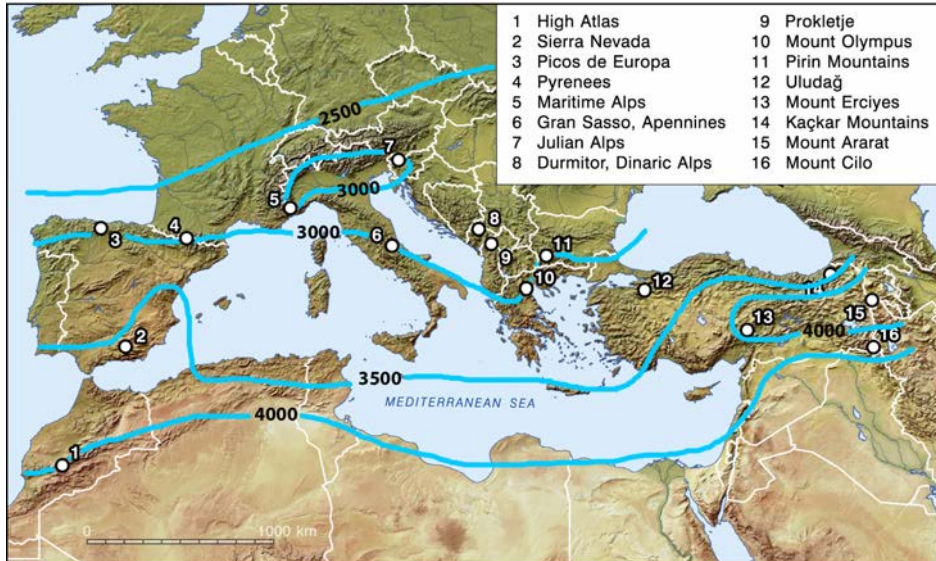 1 High Atlas
2 Sierra Nevada
3 Picos de Europa
4 Pyrenees
5 Maritime Alps
6 Gran Sasso, Apennines
7 Julian Alps
8 Durmitor, Dinaric Alps
9 Prokletje
10 Mount Olympus
11 Pirin Mountains
12 Uludağ
13 Mount Erciyes
14 Kaçkar Mountains
15 Mount Ararat
16 Mount Cilo
2500
7
3000
5
3
4
3000
6
8
9
11
10
12
14
13
15
4000
16
2
3500
MEDITERRANEAN SEA
4000
1
0 1000 km